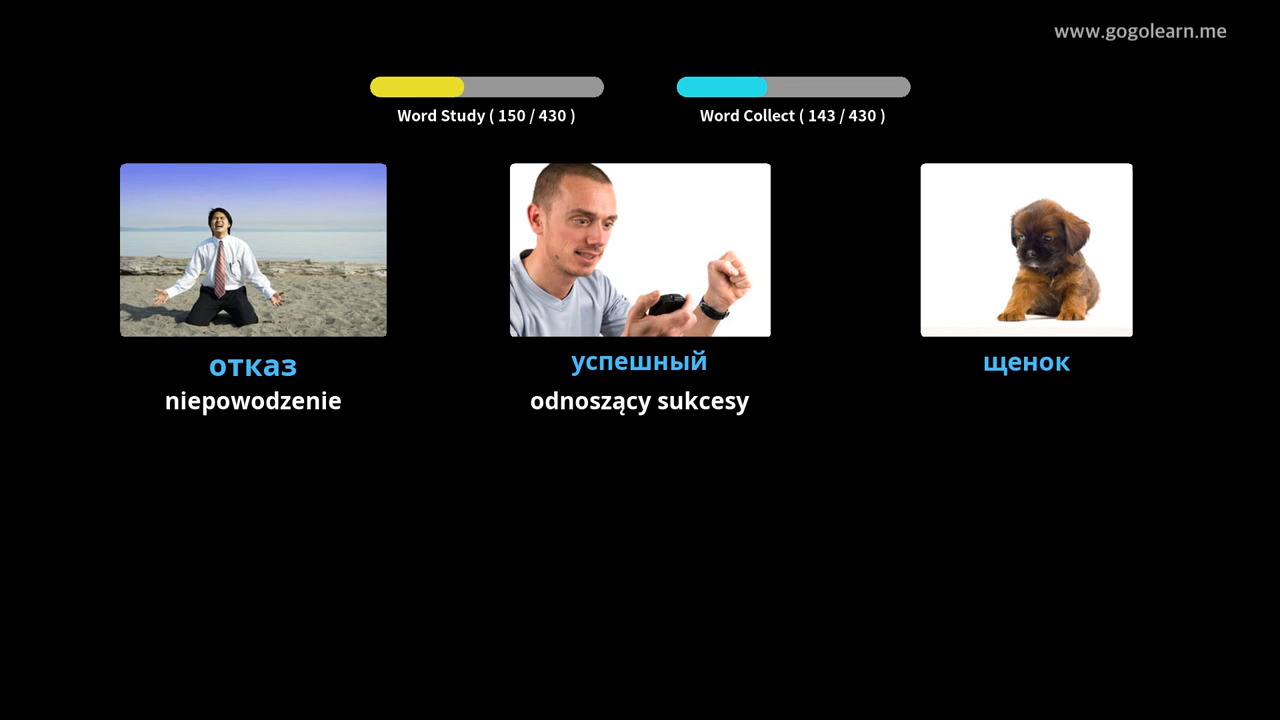 www.gogolearn.me
Word Study ( 150 / 430 )
Word Collect ( 143 / 430 )
отказ
niepowodzenie
успешный
odnoszący sukcesy
щенок